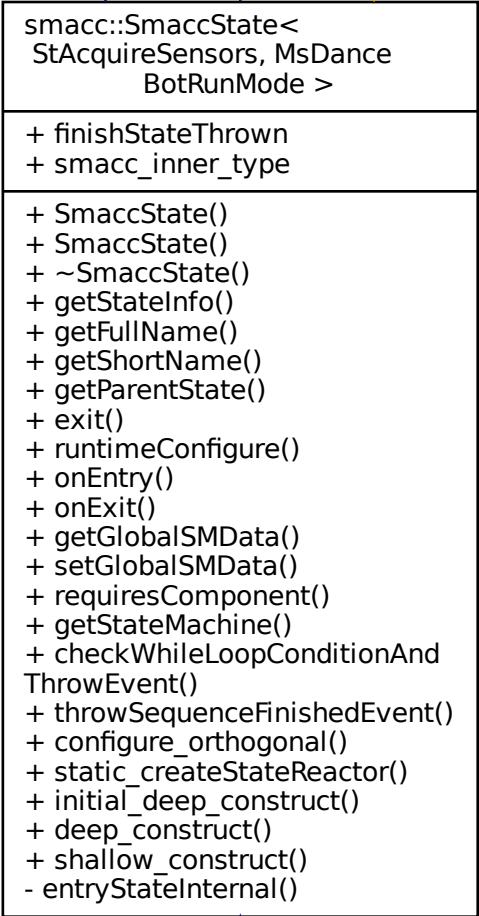 smacc::SmaccState<
StAcquireSensors, MsDance
BotRunMode >
+ finishStateThrown
+ smacc_inner_type
+ SmaccState()
+ SmaccState()
+ ~SmaccState()
+ getStateInfo()
+ getFullName()
+ getShortName()
+ getParentState()
+ exit()
+ runtimeConfigure()
+ onEntry()
+ onExit()
+ getGlobalSMData()
+ setGlobalSMData()
+ requiresComponent()
+ getStateMachine()
+ checkWhileLoopConditionAnd
ThrowEvent()
+ throwSequenceFinishedEvent()
+ configure_orthogonal()
+ static_createStateReactor()
+ initial_deep_construct()
+ deep_construct()
+ shallow_construct()
- entryStateInternal()